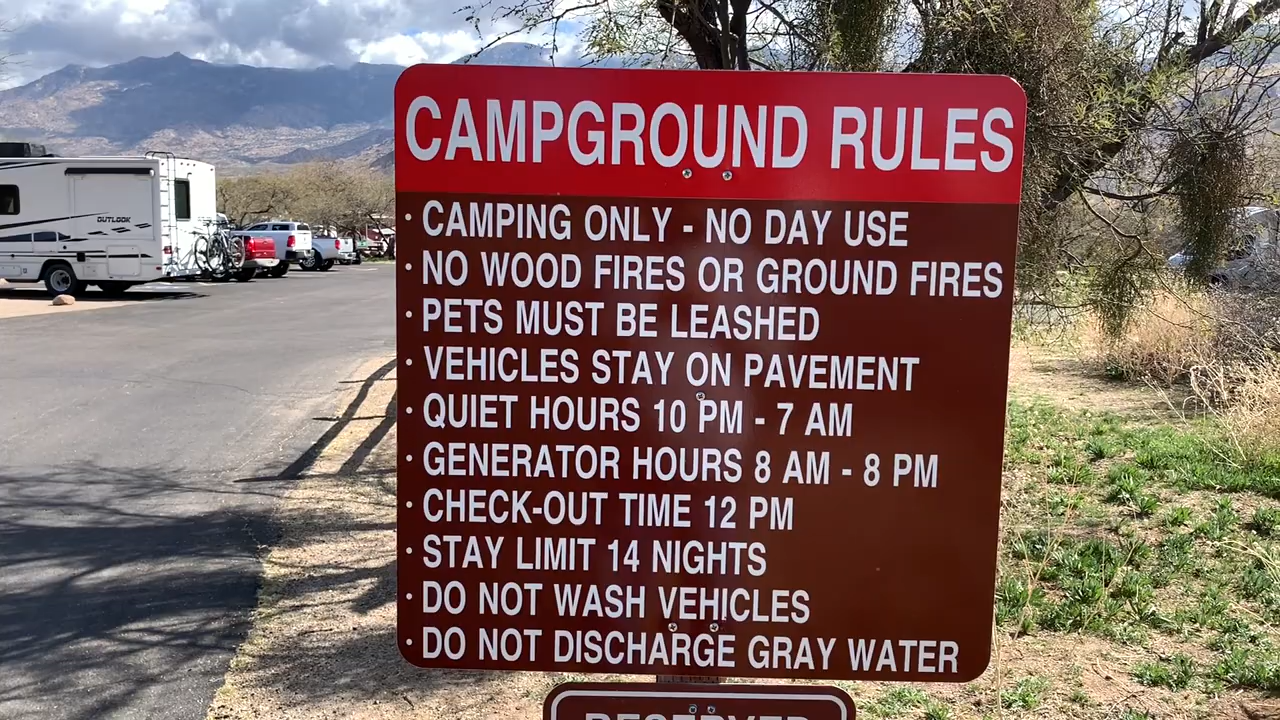 CAMPGROUND RULES
· CAMPING ONLY - NO DAY USE
· NO WOOD FIRES OR GROUND FIRES
· PETS MUST BE LEASHED
· VEHICLES STAY ON PAVEMENT
· QUIET HOURS 10 PM - 7 AM
· GENERATOR HOURS 8 AM - 8 PM
· CHECK-OUT TIME 12 PM
· STAY LIMIT 14 NIGHTS
· DO NOT WASH VEHICLES
· DO NOT DISCHARGE GRAY WATER
RESERVED
OUTLOOK